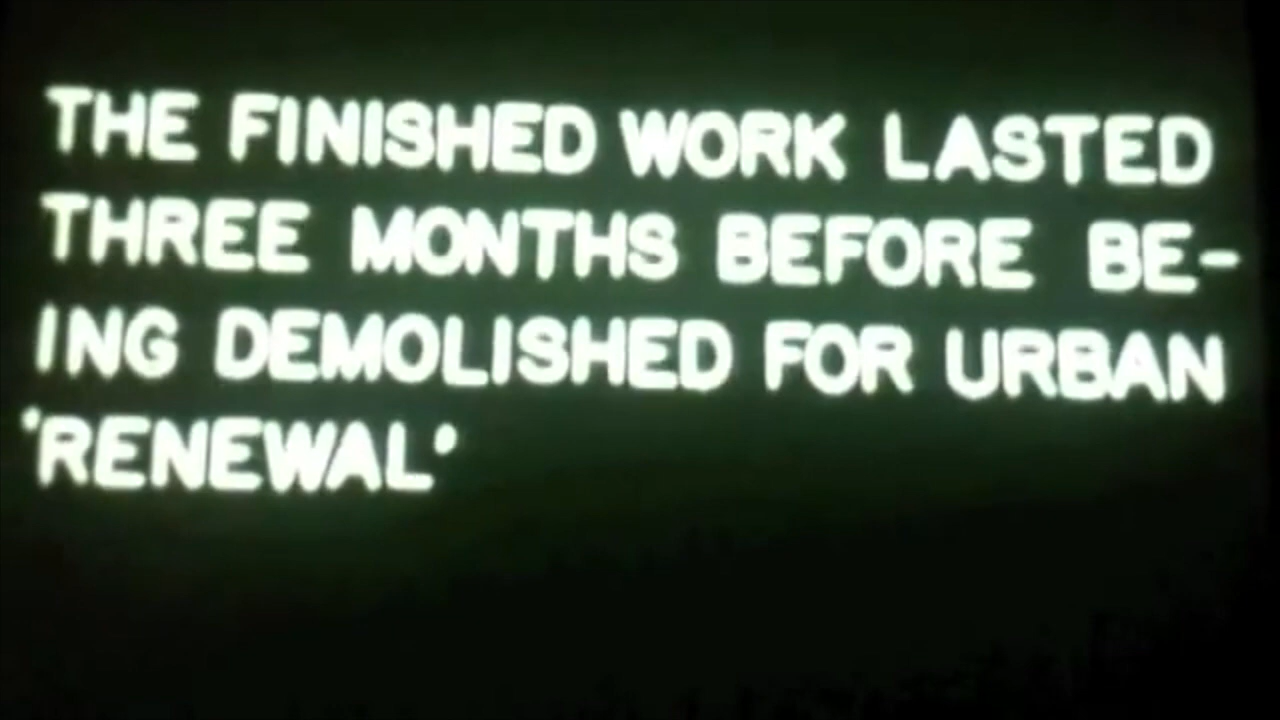 THE FINISHED WORK LASTED
THREE MONTHS BEFORE BE-
ING DEMOLISHED FOR URBAN
'RENEWAL'